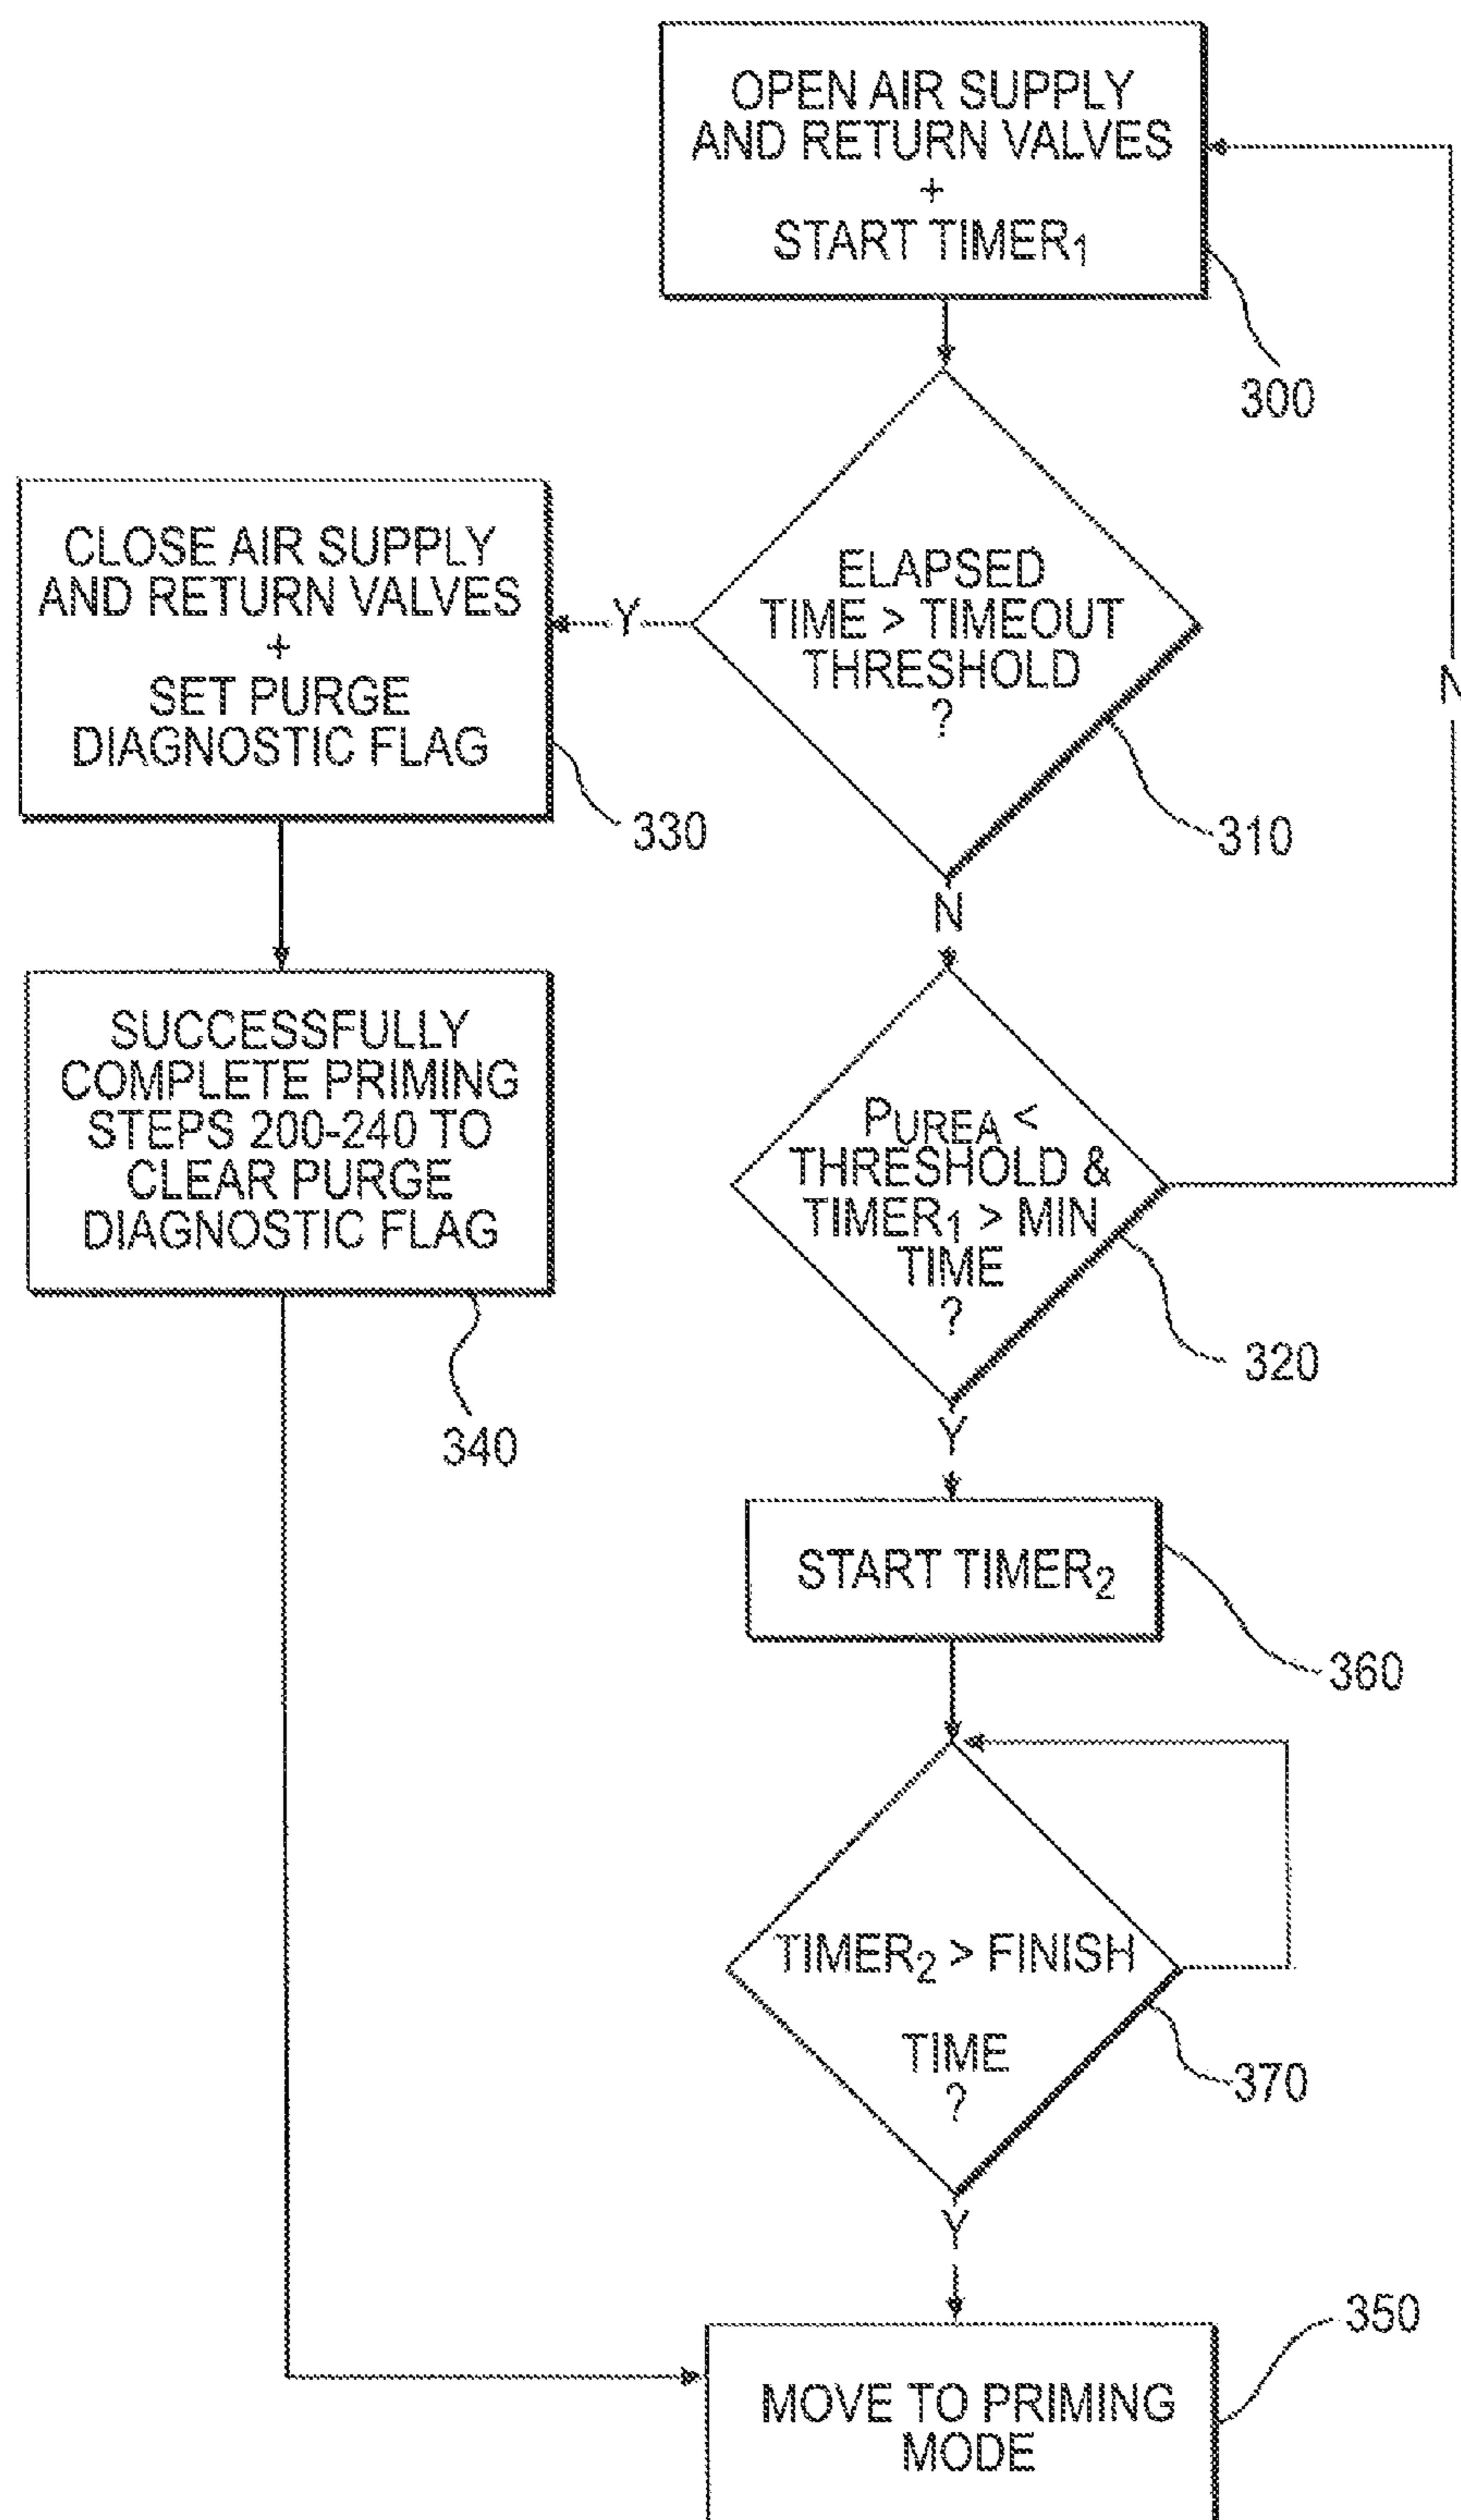 OPEN AIR SUPPLY
AND RETURN VALVES
+
START TIMER₁
300
ELAPSED
TIME > TIMEOUT
THRESHOLD
?
310
Y
N
N
CLOSE AIR SUPPLY
AND RETURN VALVES
+
SET PURGE
DIAGNOSTIC FLAG
330
SUCCESSFULLY
COMPLETE PRIMING
STEPS 200-240 TO
CLEAR PURGE
DIAGNOSTIC FLAG
340
PUREA <
THRESHOLD &
TIMER₁ > MIN
TIME
?
320
Y
START TIMER₂
360
TIMER₂ > FINISH
TIME
?
370
Y
350
MOVE TO PRIMING
MODE